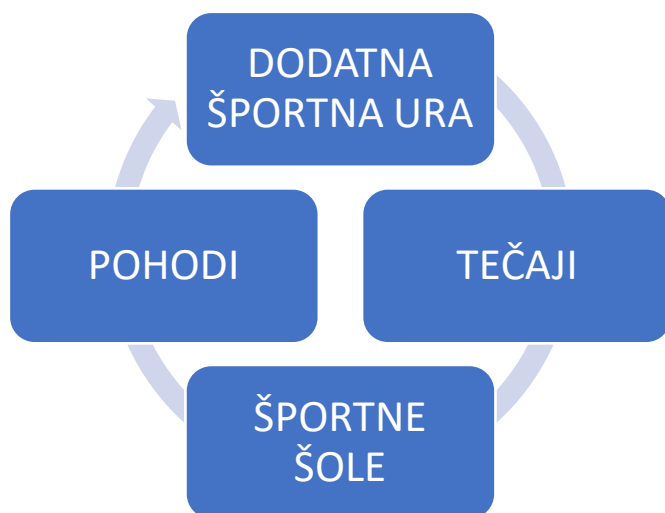 DODATNA
ŠPORTNA URA
POHODI
TEČAJI
ŠPORTNE
ŠOLE